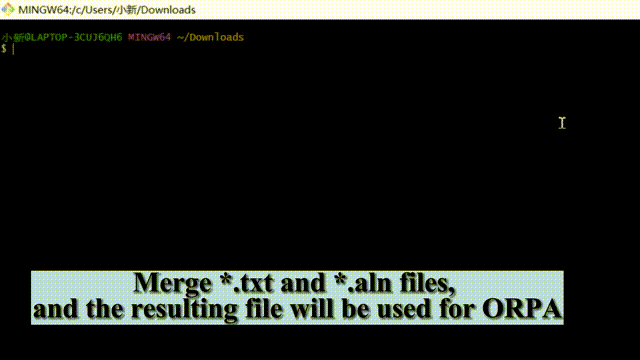 MINGW64:/c/Users/小新/Downloads
小新@LAPTOP-3CUJ6QH6 MINGW64 ~/Downloads
$
Merge *.txt and *.aln files,
and the resulting file will be used for ORPA